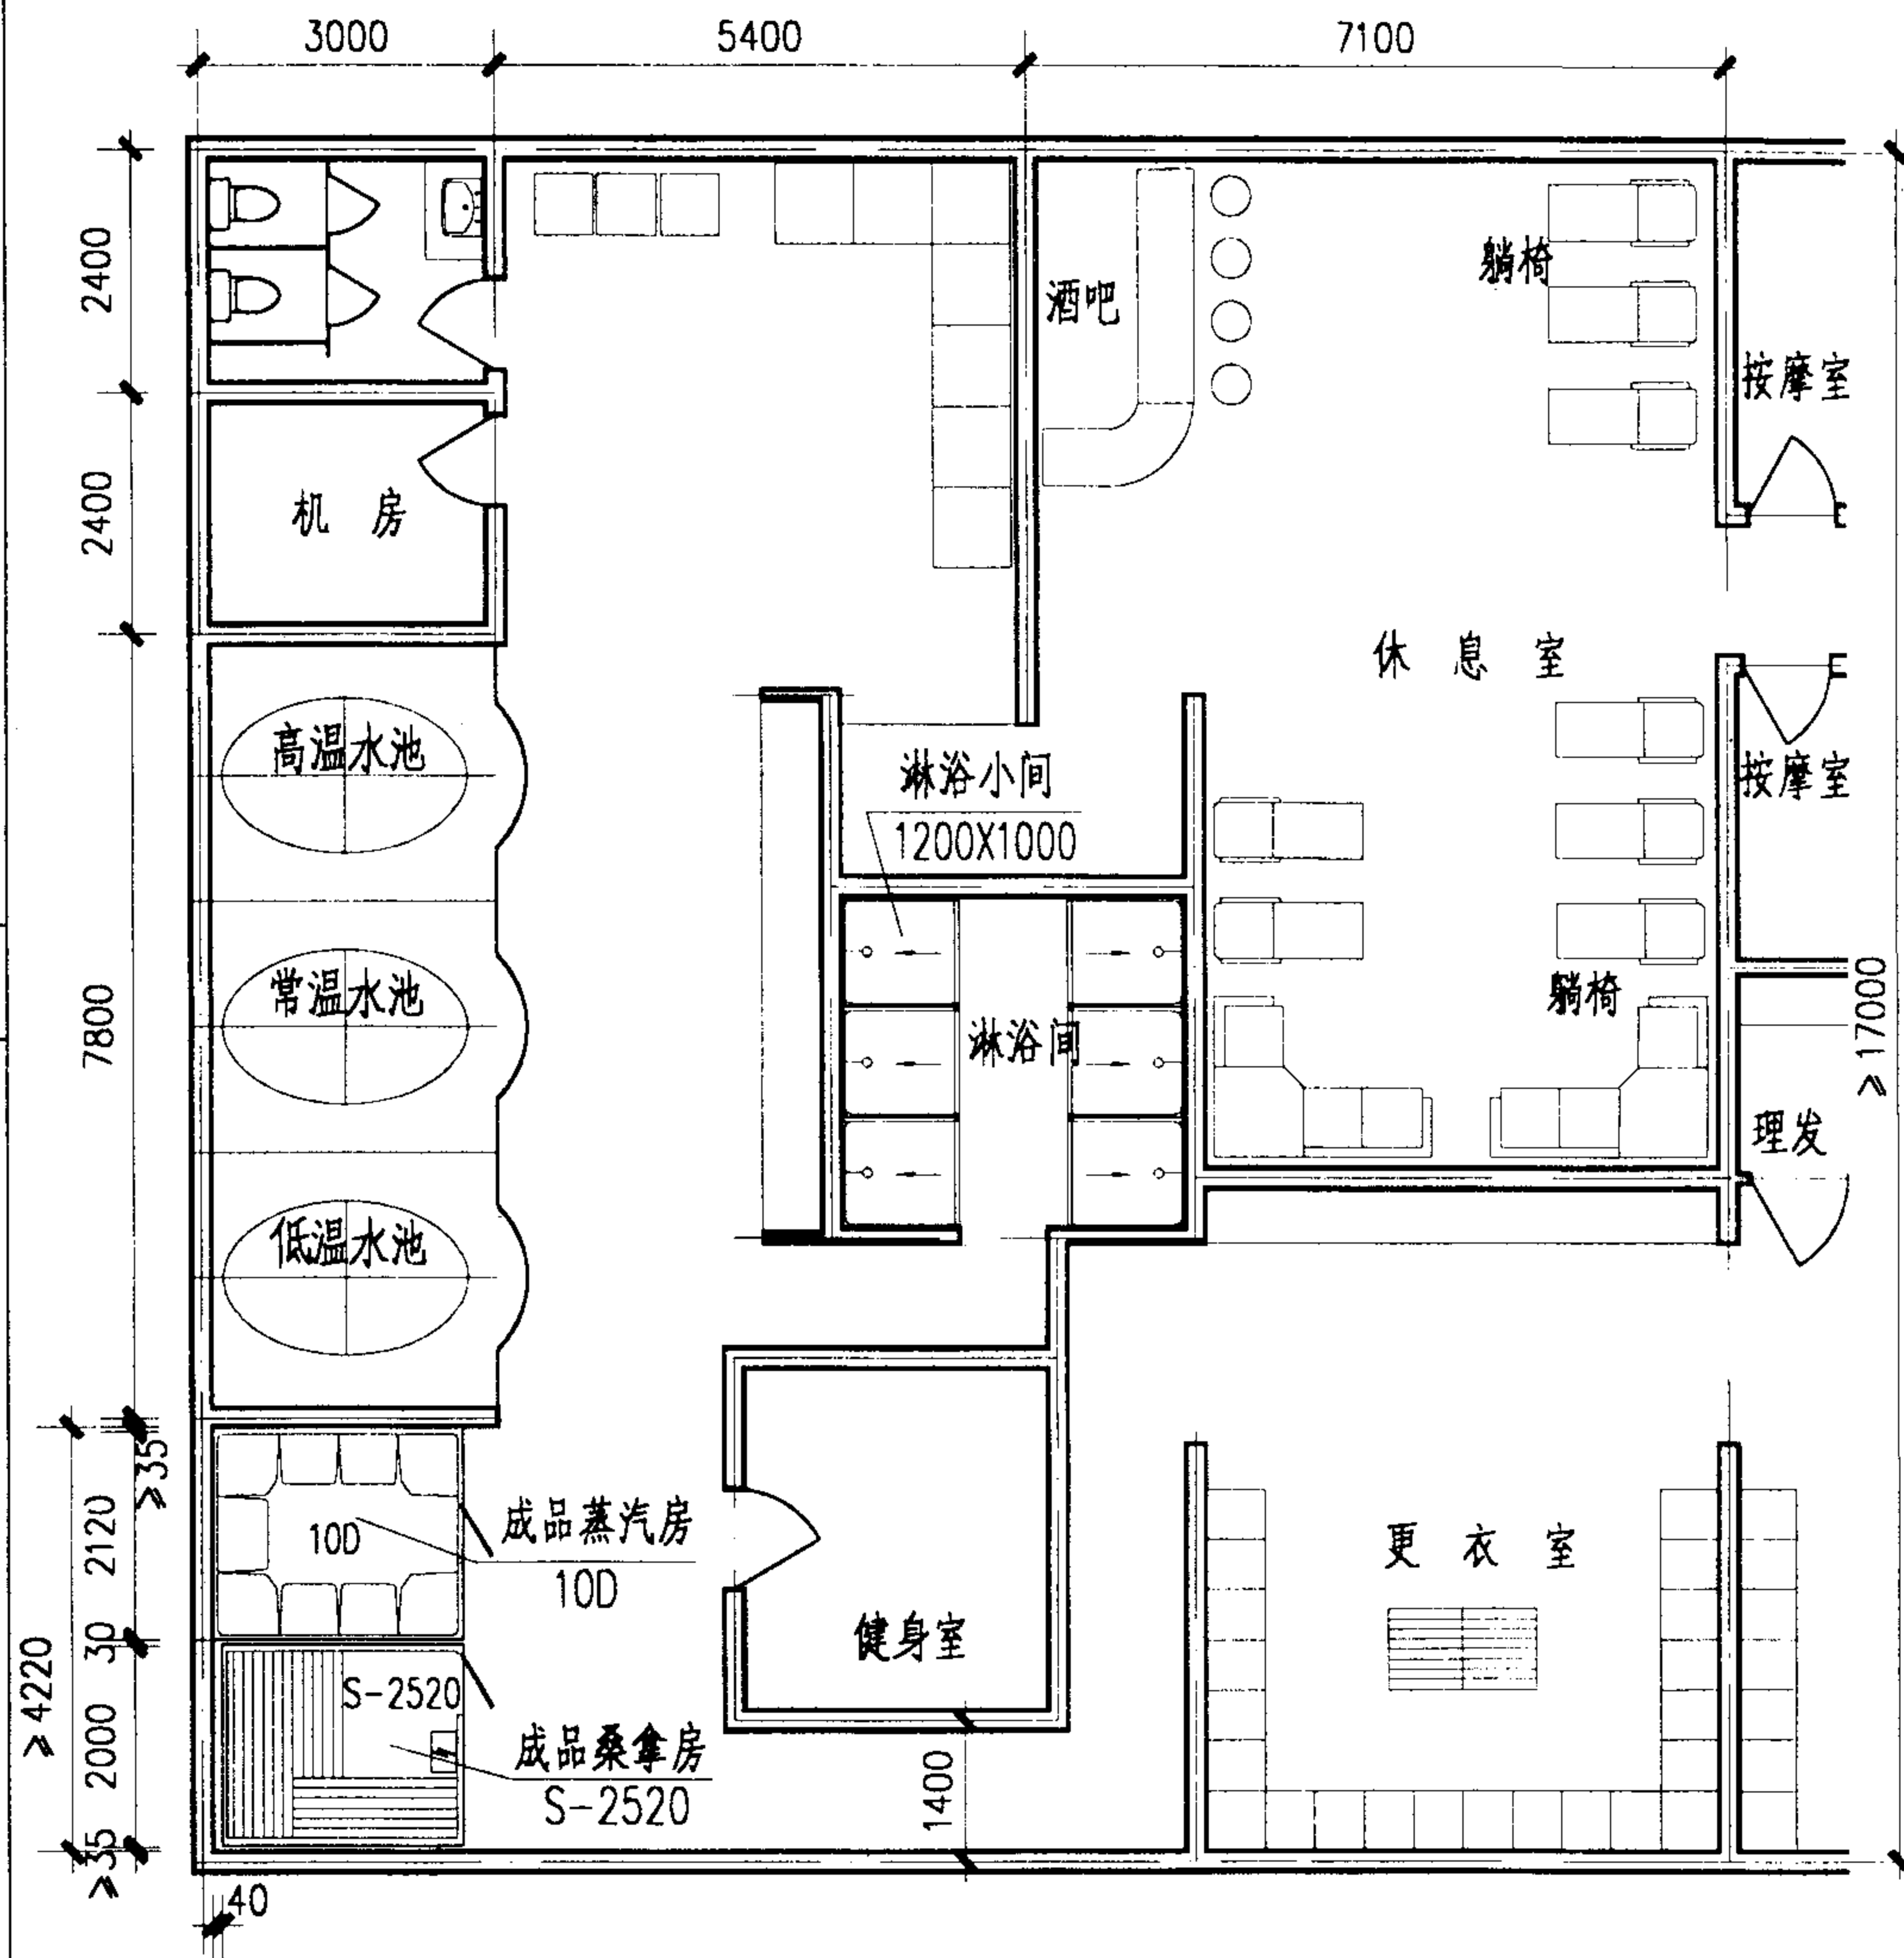 3000
5400
7100
2400
2400
7800
≥35
2120
30
2000
≥35
≥4220
40
≥17000
1400
酒吧
躺椅
按摩室
机 房
休 息 室
高温水池
淋浴小间
1200X1000
按摩室
常温水池
淋浴间
躺椅
理发
低温水池
10D
成品蒸汽房
10D
更 衣 室
健身室
S-2520
成品桑拿房
S-2520